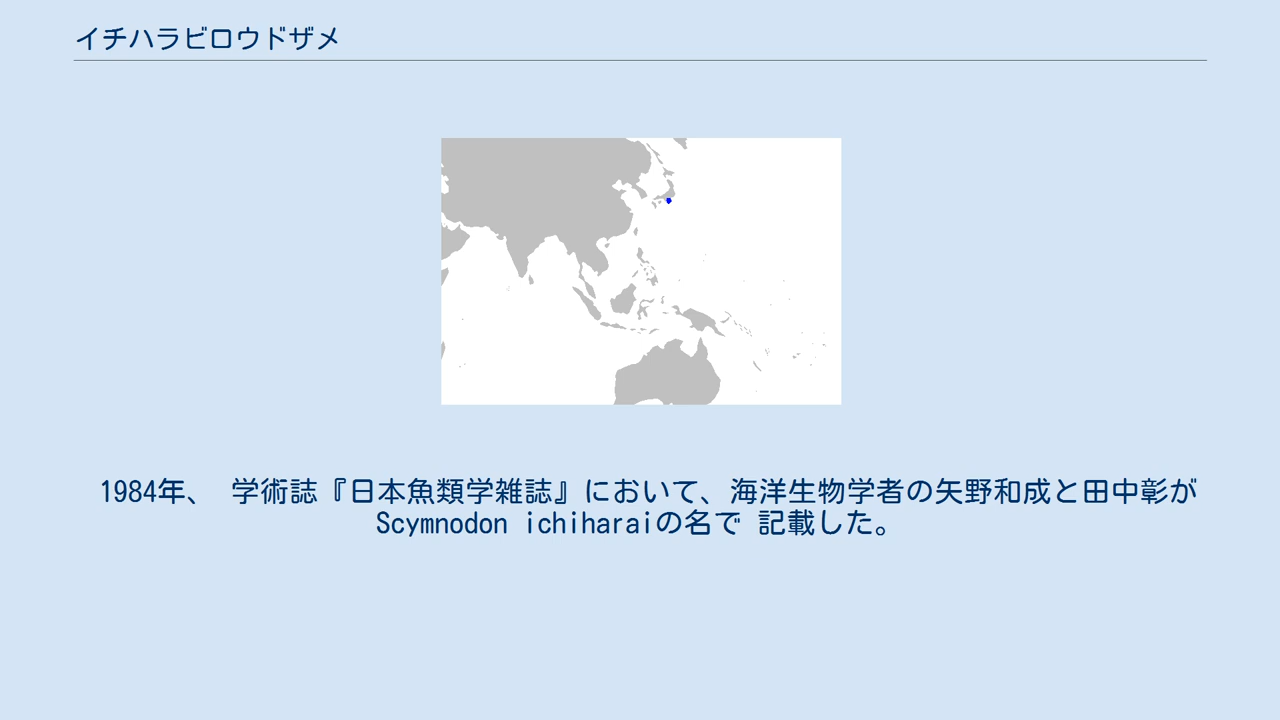 イチハラビロウドザメ
1984年、 学術誌『日本魚類学雑誌』において、海洋生物学者の矢野和成と田中彰が
Scymnodon ichiharaiの名で 記載した。